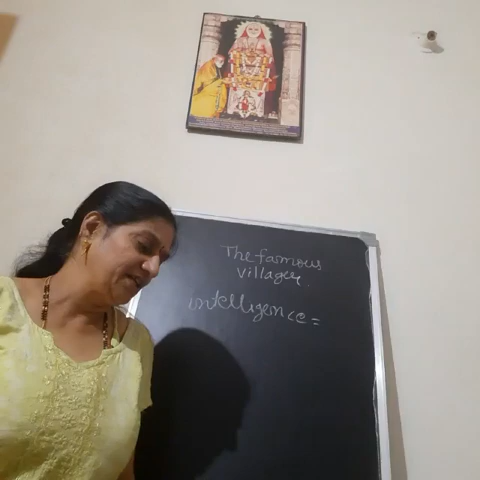 The famous
villager.
intelligence =